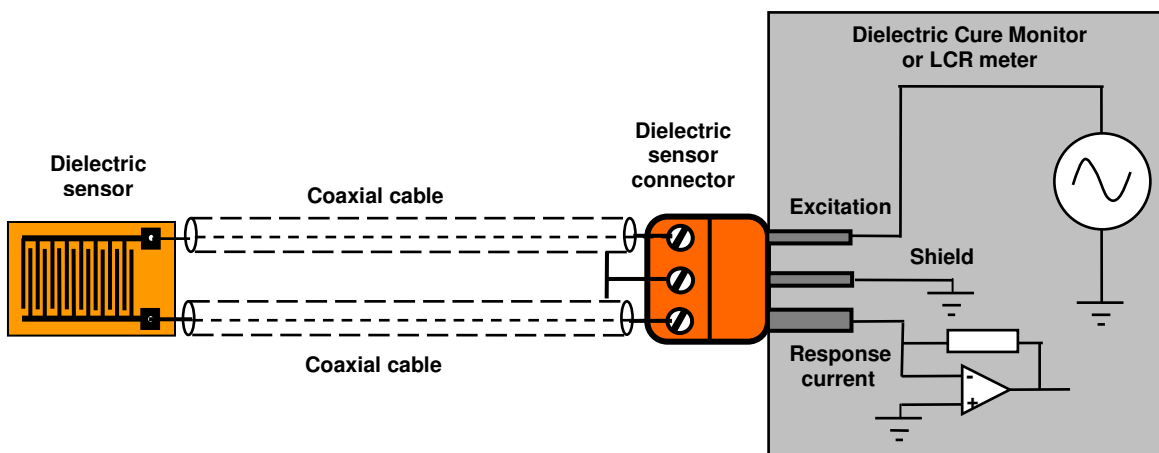 Dielectric Cure Monitor
or LCR meter
Dielectric
sensor
connector
Dielectric
sensor
Coaxial cable
Excitation
Shield
Coaxial cable
Response
current
-
+